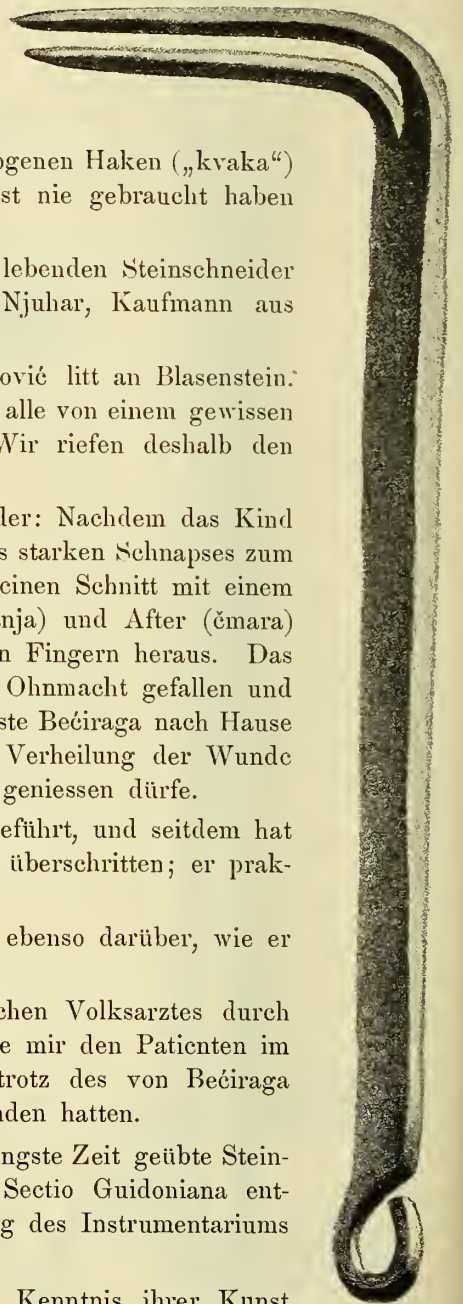 ogenen Haken („kvaka“)
st nie gebraucht haben
lebenden Steinschneider
Njuhar, Kaufmann aus
ović litt an Blasenstein.
alle von einem gewissen
Wir riefen deshalb den
der: Nachdem das Kind
s starken Schnapses zum
einen Schnitt mit einem
nja) und After (čmara)
n Fingern heraus. Das
Ohnmacht gefallen und
ste Bećiraga nach Hause
Verheilung der Wunde
geniessen dürfe.
eführt, und seitdem hat
überschritten; er prak-
ebenso darüber, wie er
chen Volksarztes durch
e mir den Patienten im
trotz des von Bećiraga
nden hatten.
ngste Zeit geübte Stein-
Sectio Guidoniana ent-
g des Instrumentariums
Kenntnis ihrer Kunst